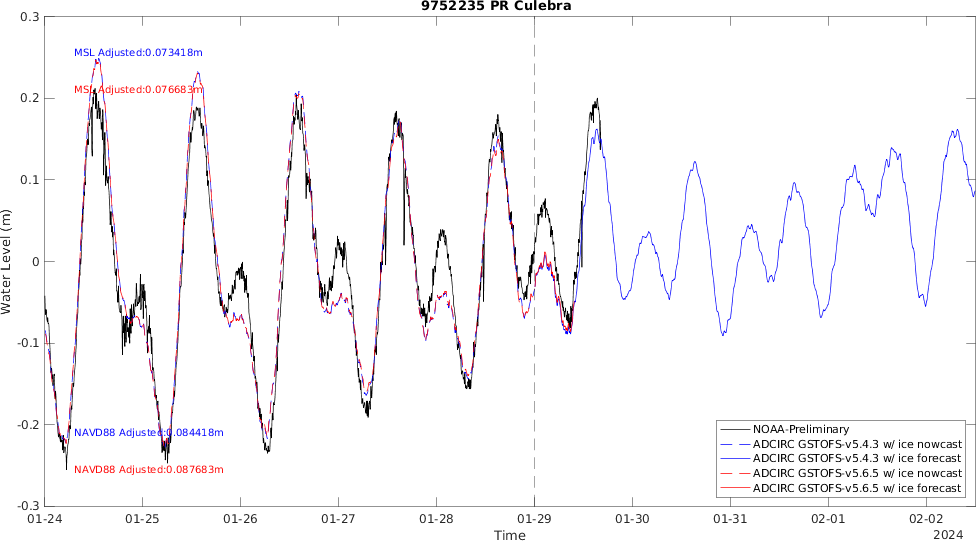 9752235 PR Culebra
0.3
0.2
0.1
0
-0.1
-0.2
-0.3
Water Level (m)
MSL Adjusted:0.073418m
MSL Adjusted:0.076683m
NAVD88 Adjusted:0.084418m
NAVD88 Adjusted:0.087683m
NOAA-Preliminary
ADCIRC GSTOFS-v5.4.3 w/ ice nowcast
ADCIRC GSTOFS-v5.4.3 w/ ice forecast
ADCIRC GSTOFS-v5.6.5 w/ ice nowcast
ADCIRC GSTOFS-v5.6.5 w/ ice forecast
01-24 01-25 01-26 01-27 01-28 01-29 01-30 01-31 02-01 02-02
Time
2024